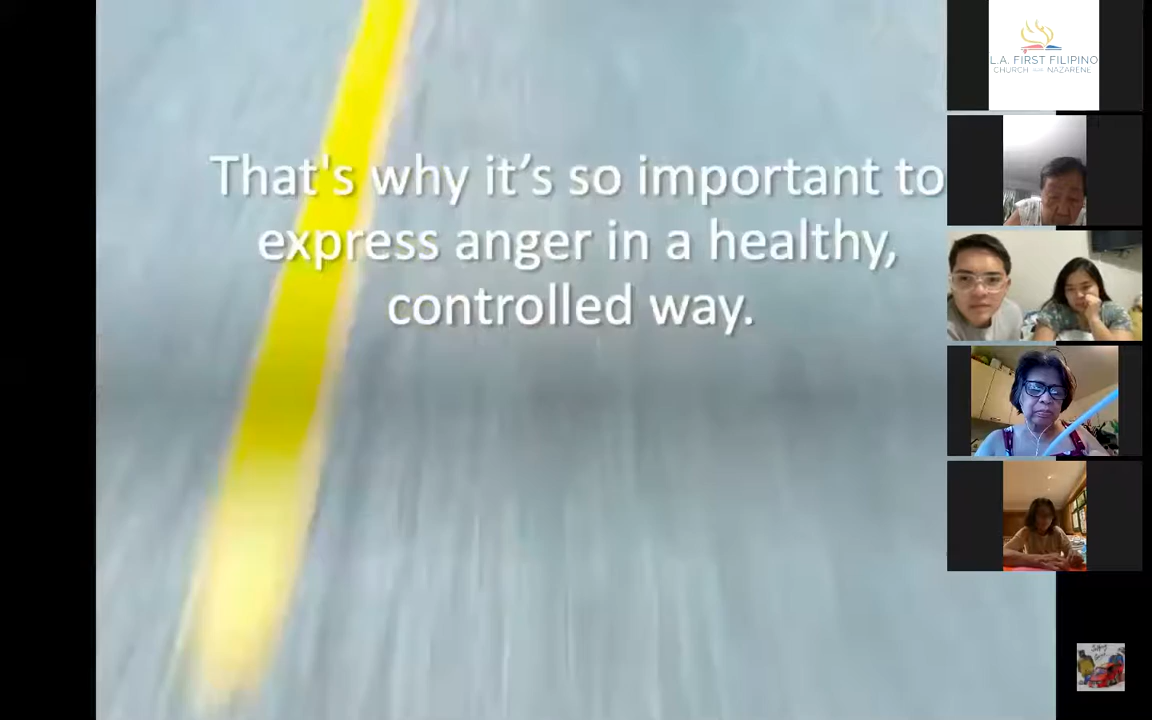 That's why it’s so important to
express anger in a healthy,
controlled way.
L.A. FIRST FILIPINO
CHURCH OF THE NAZARENE